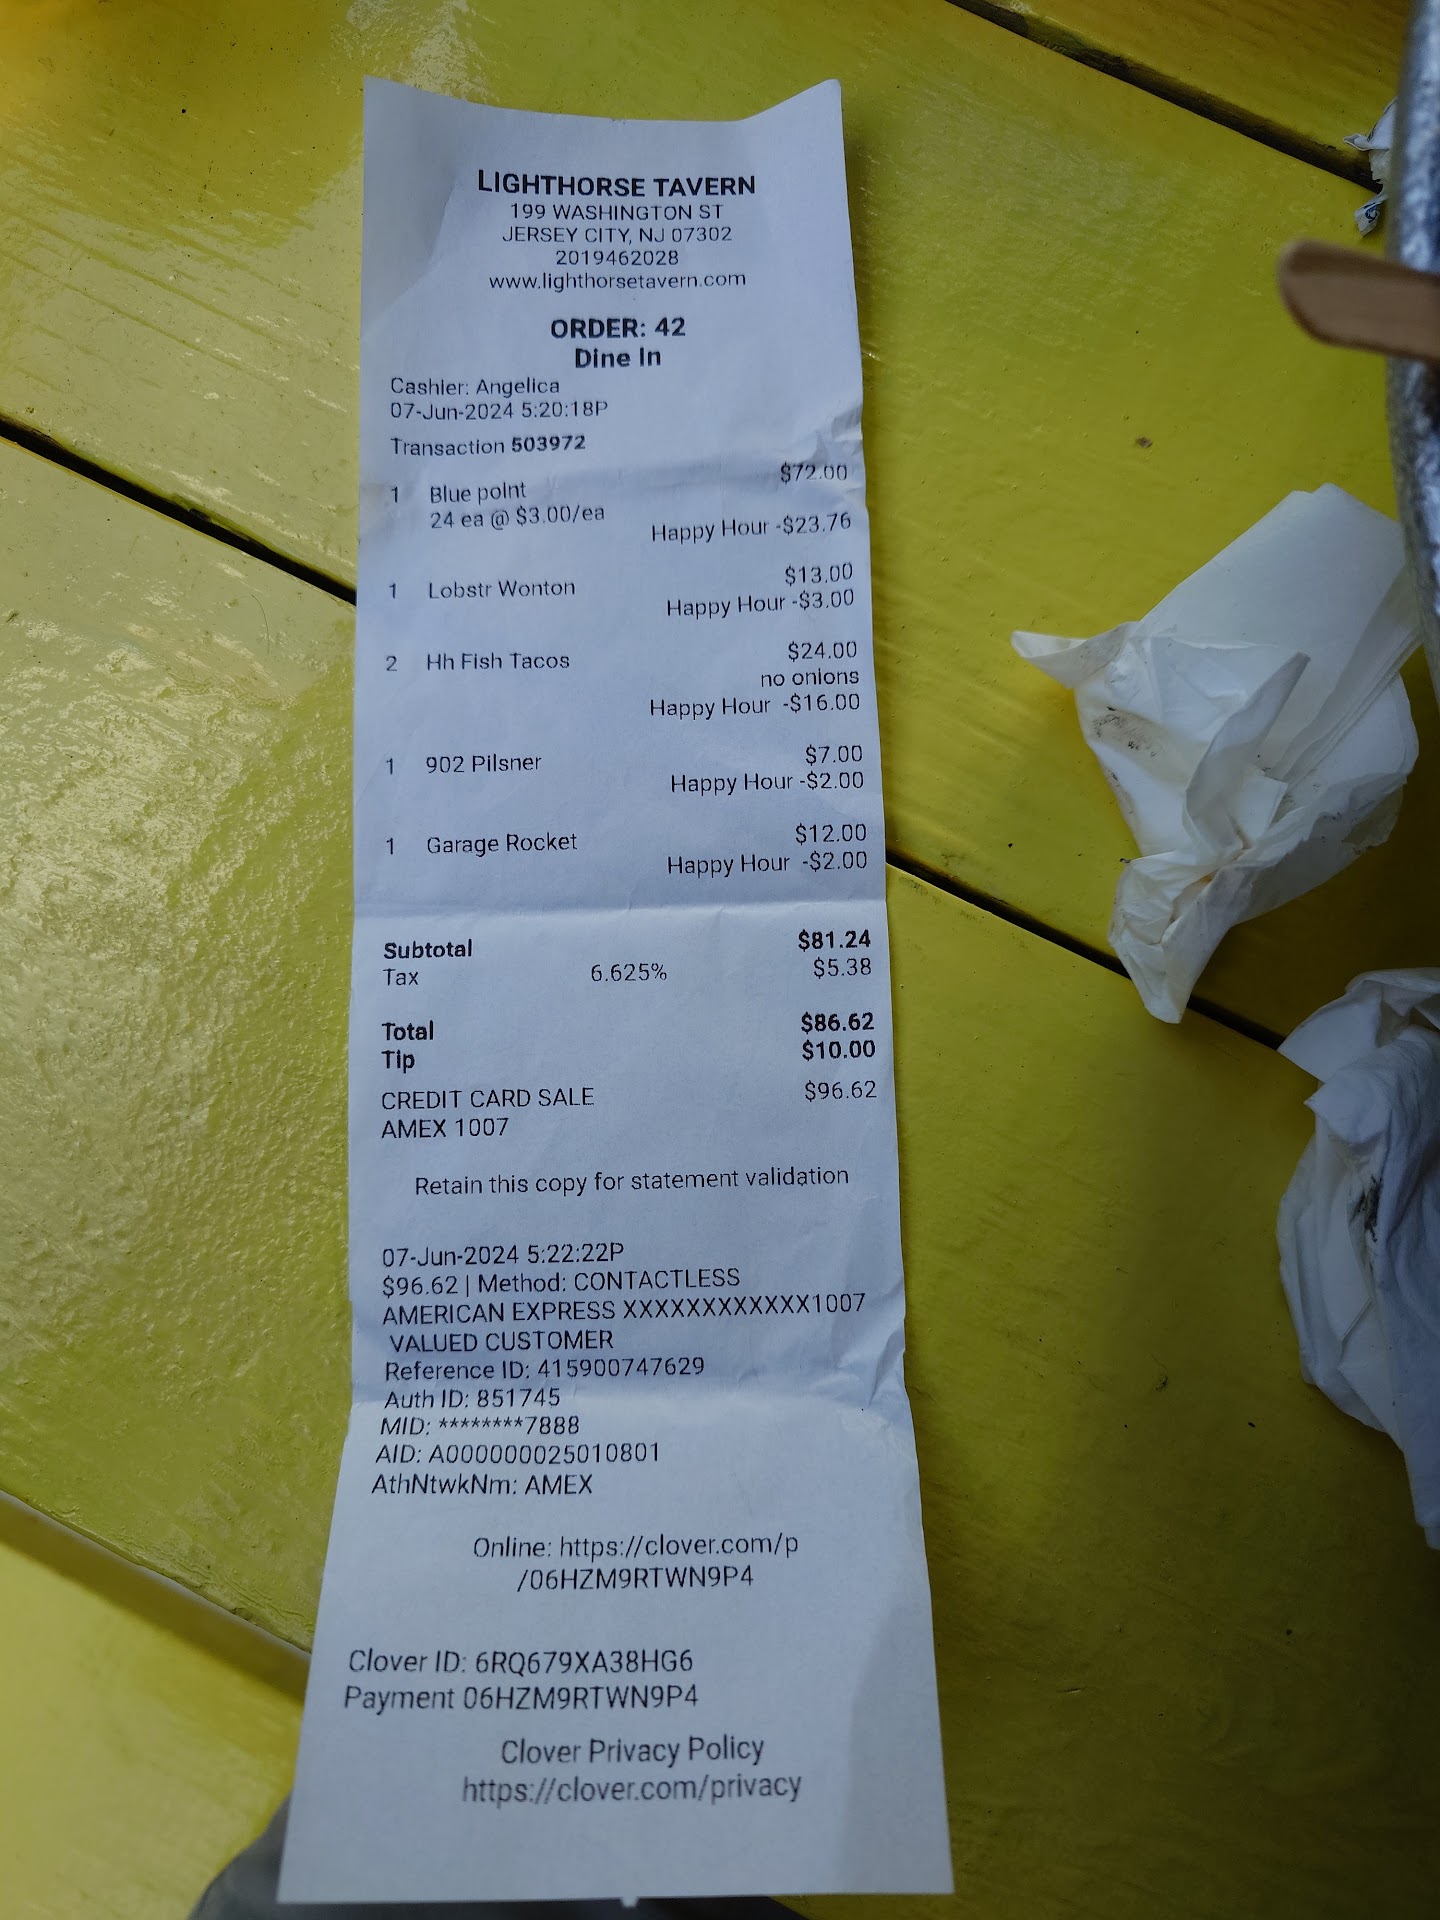 LIGHTHORSE TAVERN
199 WASHINGTON ST
JERSEY CITY, NJ 07302
2019462028
www.lighthorsetavern.com
ORDER: 42
Dine In
Cashier: Angelica
07-Jun-2024 5:20:18P
Transaction 503972
1 Blue point $72.00
24 ea @ $3.00/ea
Happy Hour -$23.76
1 Lobstr Wonton $13.00
Happy Hour -$3.00
2 Hh Fish Tacos $24.00
no onions
Happy Hour -$16.00
1 902 Pilsner $7.00
Happy Hour -$2.00
1 Garage Rocket $12.00
Happy Hour -$2.00
Subtotal $81.24
Tax 6.625% $5.38
Total $86.62
Tip $10.00
CREDIT CARD SALE $96.62
AMEX 1007
Retain this copy for statement validation
07-Jun-2024 5:22:22P
$96.62 | Method: CONTACTLESS
AMERICAN EXPRESS XXXXXXXXXXXX1007
VALUED CUSTOMER
Reference ID: 415900747629
Auth ID: 851745
MID: ********7888
AID: A000000025010801
AthNtwkNm: AMEX
Online: https://clover.com/p
/06HZM9RTWN9P4
Clover ID: 6RQ679XA38HG6
Payment 06HZM9RTWN9P4
Clover Privacy Policy
https://clover.com/privacy